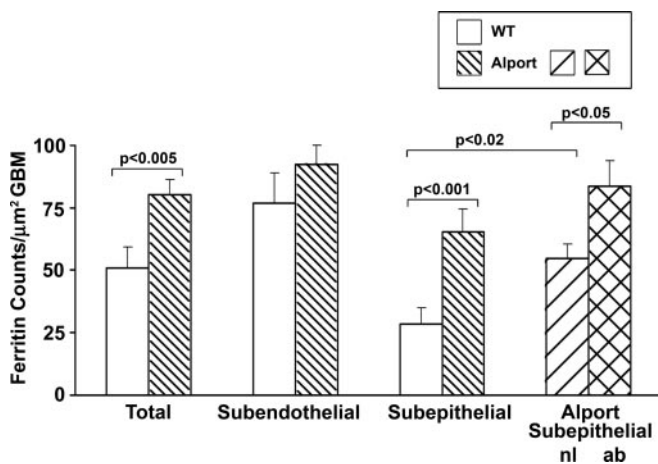 WT
Alport
p<0.05
p<0.02
p<0.005
p<0.001
Ferritin Counts/µm² GBM
100
75
50
25
0
Total
Subendothelial
Subepithelial
Alport
Subepithelial
nl ab